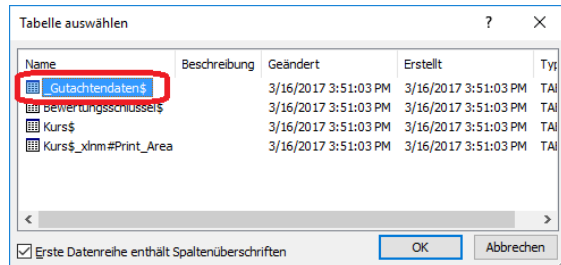 Tabelle auswählen ? ×
Name Beschreibung Geändert Erstellt Typ
_Gutachtendaten$ 3/16/2017 3:51:03 PM 3/16/2017 3:51:03 PM TAI
Bewertungsschlüssel$ 3/16/2017 3:51:03 PM 3/16/2017 3:51:03 PM TAI
Kurs$ 3/16/2017 3:51:03 PM 3/16/2017 3:51:03 PM TAI
Kurs$_xlnm#Print_Area 3/16/2017 3:51:03 PM 3/16/2017 3:51:03 PM TAI
Erste Datenreihe enthält Spaltenüberschriften OK Abbrechen